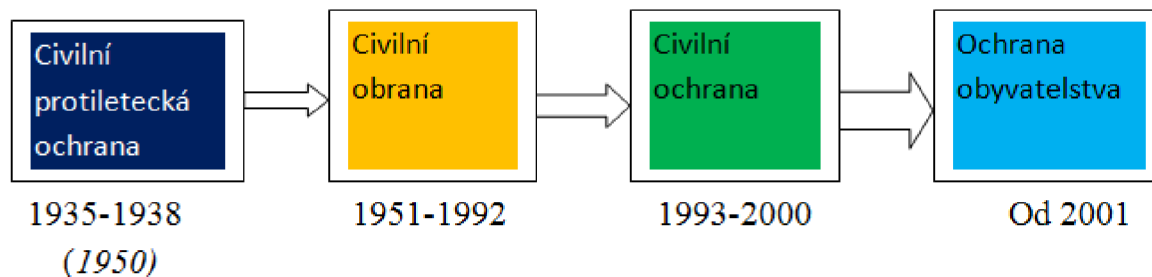 Civilní
protiletecká
ochrana
1935-1938
(1950)
Civilní
obrana
1951-1992
Civilní
ochrana
1993-2000
Ochrana
obyvatelstva
Od 2001